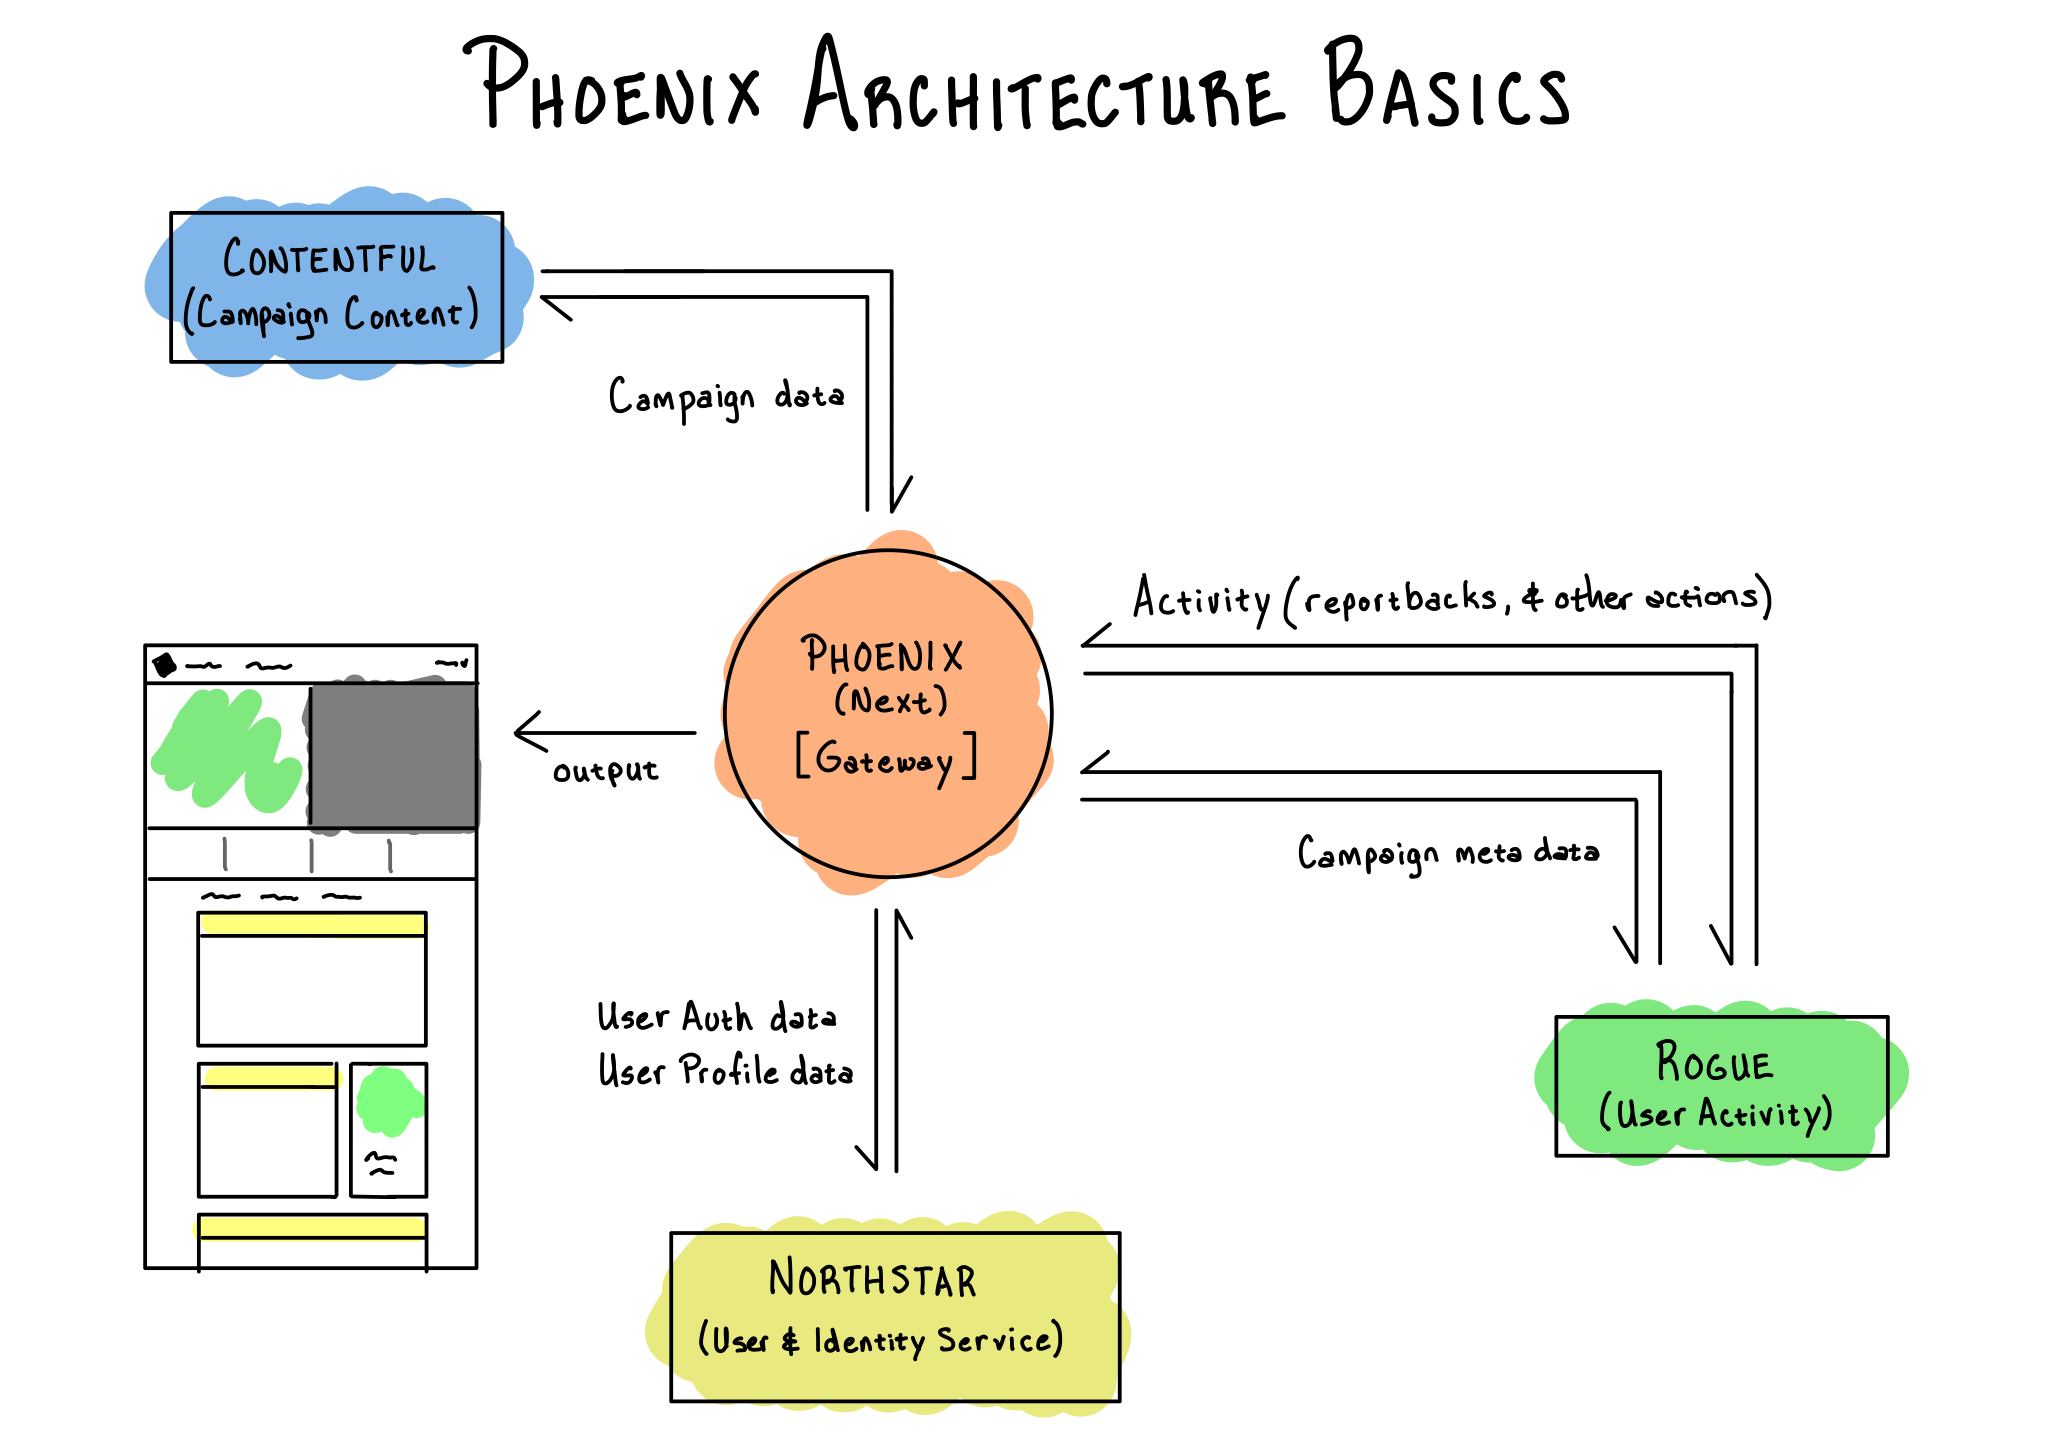 PHOENIX ARCHITECTURE BASICS
CONTENTFUL
(Campaign Content)
Campaign data
Activity (reportbacks, & other actions)
PHOENIX
(Next)
[Gateway]
output
Campaign meta data
User Auth data
User Profile data
ROGUE
(User Activity)
NORTHSTAR
(User & Identity Service)